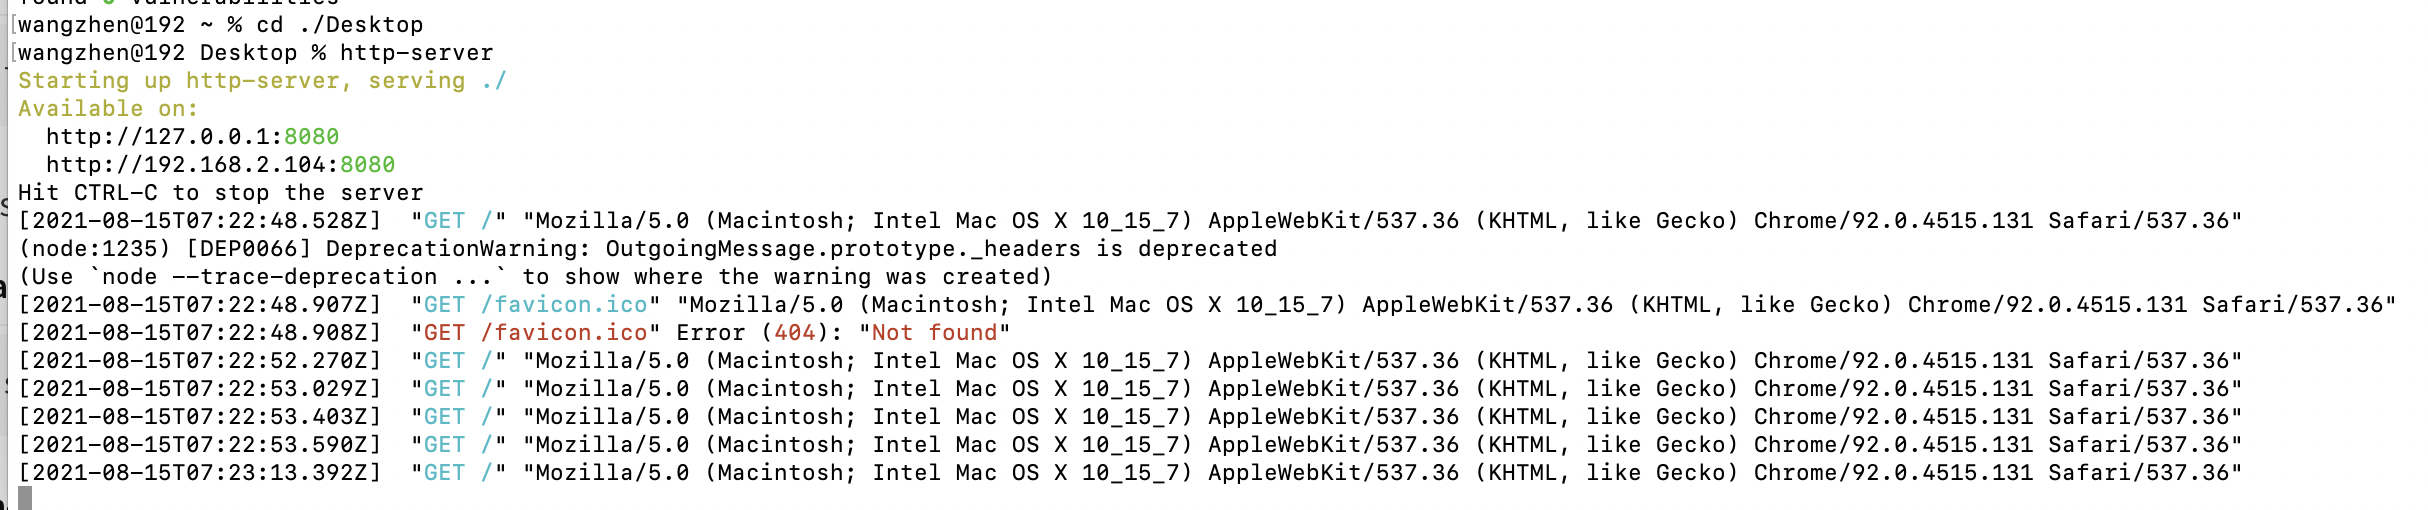 found 0 vulnerabilities
[wangzhen@192 ~ % cd ./Desktop
[wangzhen@192 Desktop % http-server
Starting up http-server, serving ./
Available on:
  http://127.0.0.1:8080
  http://192.168.2.104:8080
Hit CTRL-C to stop the server
[2021-08-15T07:22:48.528Z]  "GET /" "Mozilla/5.0 (Macintosh; Intel Mac OS X 10_15_7) AppleWebKit/537.36 (KHTML, like Gecko) Chrome/92.0.4515.131 Safari/537.36"
(node:1235) [DEP0066] DeprecationWarning: OutgoingMessage.prototype._headers is deprecated
(Use `node --trace-deprecation ...` to show where the warning was created)
[2021-08-15T07:22:48.907Z]  "GET /favicon.ico" "Mozilla/5.0 (Macintosh; Intel Mac OS X 10_15_7) AppleWebKit/537.36 (KHTML, like Gecko) Chrome/92.0.4515.131 Safari/537.36"
[2021-08-15T07:22:48.908Z]  "GET /favicon.ico" Error (404): "Not found"
[2021-08-15T07:22:52.270Z]  "GET /" "Mozilla/5.0 (Macintosh; Intel Mac OS X 10_15_7) AppleWebKit/537.36 (KHTML, like Gecko) Chrome/92.0.4515.131 Safari/537.36"
[2021-08-15T07:22:53.029Z]  "GET /" "Mozilla/5.0 (Macintosh; Intel Mac OS X 10_15_7) AppleWebKit/537.36 (KHTML, like Gecko) Chrome/92.0.4515.131 Safari/537.36"
[2021-08-15T07:22:53.403Z]  "GET /" "Mozilla/5.0 (Macintosh; Intel Mac OS X 10_15_7) AppleWebKit/537.36 (KHTML, like Gecko) Chrome/92.0.4515.131 Safari/537.36"
[2021-08-15T07:22:53.590Z]  "GET /" "Mozilla/5.0 (Macintosh; Intel Mac OS X 10_15_7) AppleWebKit/537.36 (KHTML, like Gecko) Chrome/92.0.4515.131 Safari/537.36"
[2021-08-15T07:23:13.392Z]  "GET /" "Mozilla/5.0 (Macintosh; Intel Mac OS X 10_15_7) AppleWebKit/537.36 (KHTML, like Gecko) Chrome/92.0.4515.131 Safari/537.36"